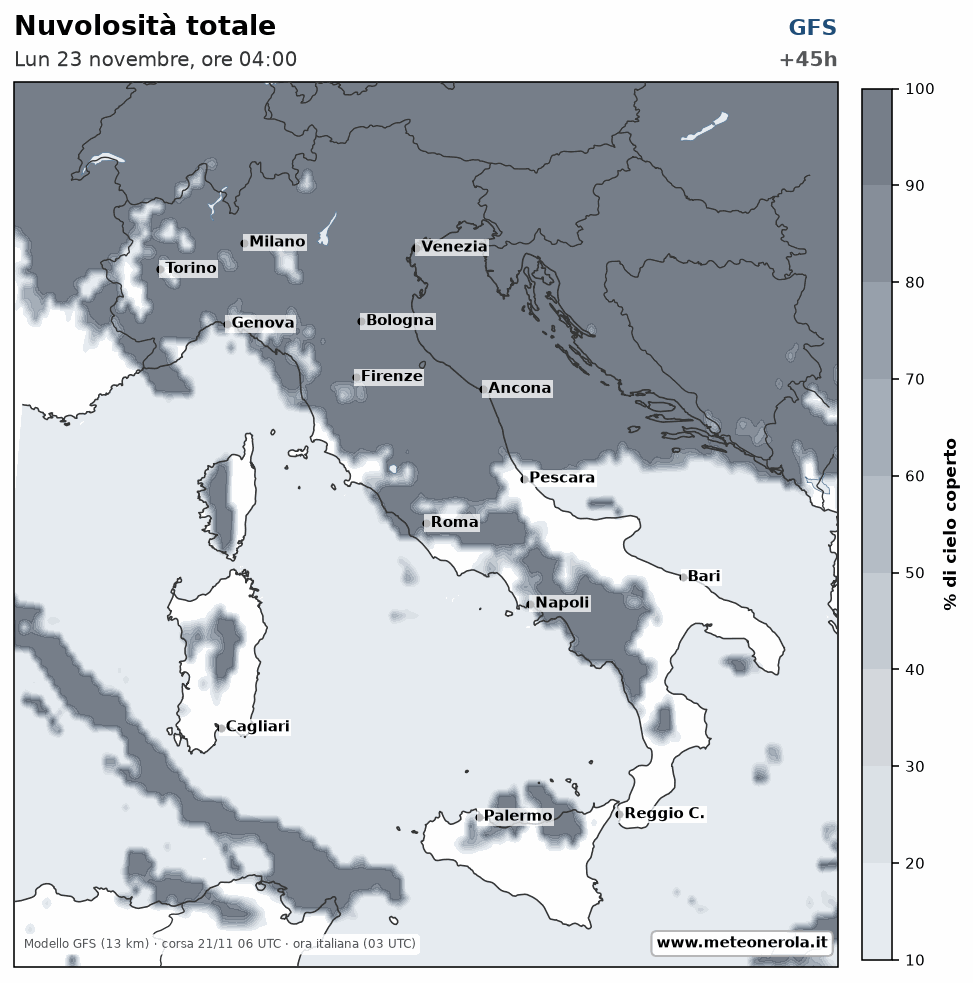 Nuvolosità totale
GFS
Lun 23 novembre, ore 04:00
+45h
100
90
80
70
60
50
40
30
20
10
% di cielo coperto
Milano
Venezia
Torino
Genova
Bologna
Firenze
Ancona
Pescara
Roma
Bari
Napoli
Cagliari
Palermo
Reggio C.
Modello GFS (13 km) · corsa 21/11 06 UTC · ora italiana (03 UTC)
www.meteonerola.it